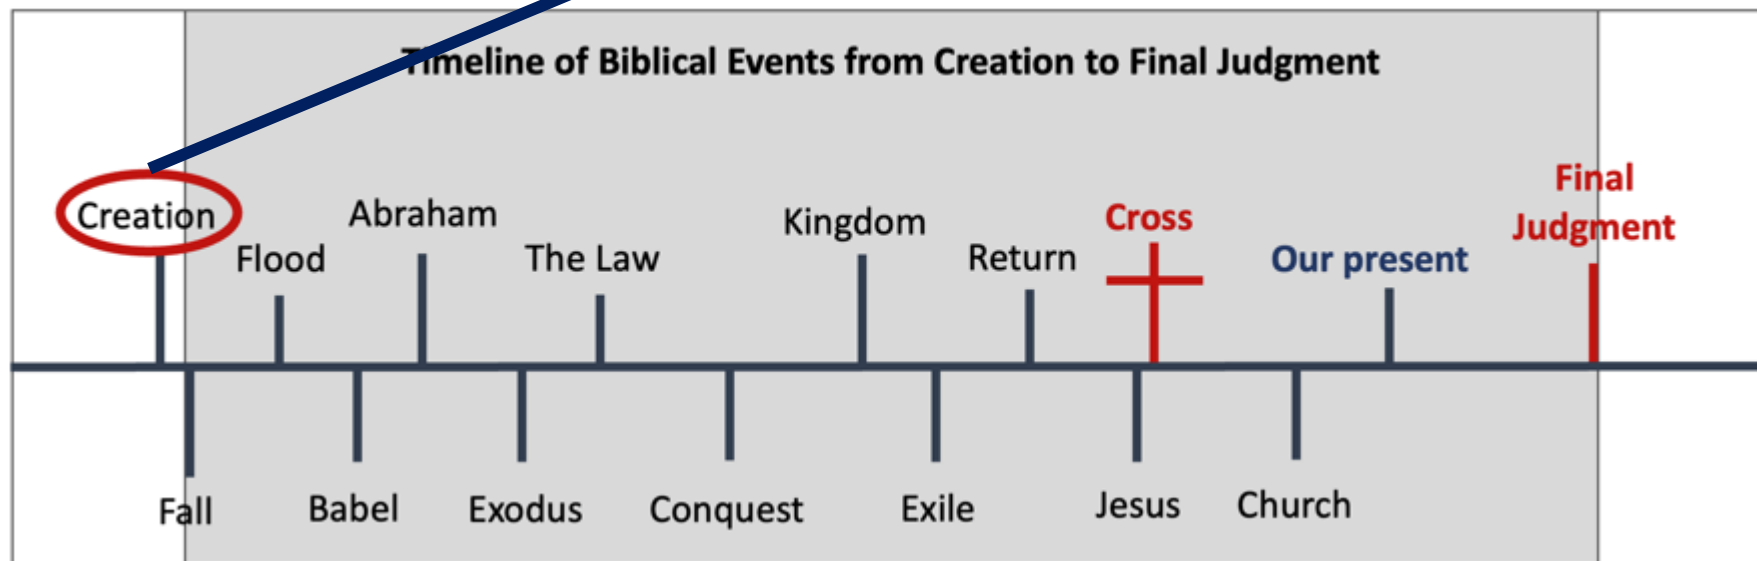 Timeline of Biblical Events from Creation to Final Judgment
Creation
Flood
Abraham
The Law
Kingdom
Return
Cross
Our present
Final
Judgment
Fall
Babel
Exodus
Conquest
Exile
Jesus
Church